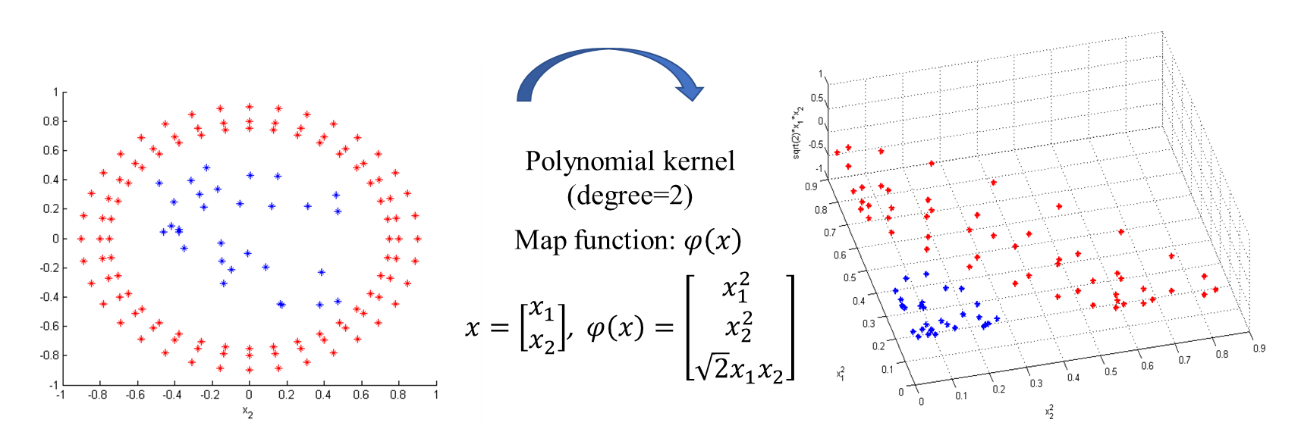 1
0.8
0.6
0.4
0.2
0
-0.2
-0.4
-0.6
-0.8
-1
-1 -0.8 -0.6 -0.4 -0.2 0 0.2 0.4 0.6 0.8 1
x₂
Polynomial kernel
(degree=2)
Map function: φ(x)
x = [x₁ x₂], φ(x) = [x₁² x₂² √2x₁x₂]
1
0.5
0
-0.5
-1
sqrt(2)*x₁*x₂
0.9
0.8
0.7
0.6
0.5
0.4
0.3
0.2
0.1
0
x₁²
0 0.1 0.2 0.3 0.4 0.5 0.6 0.7 0.8 0.9
x₂²